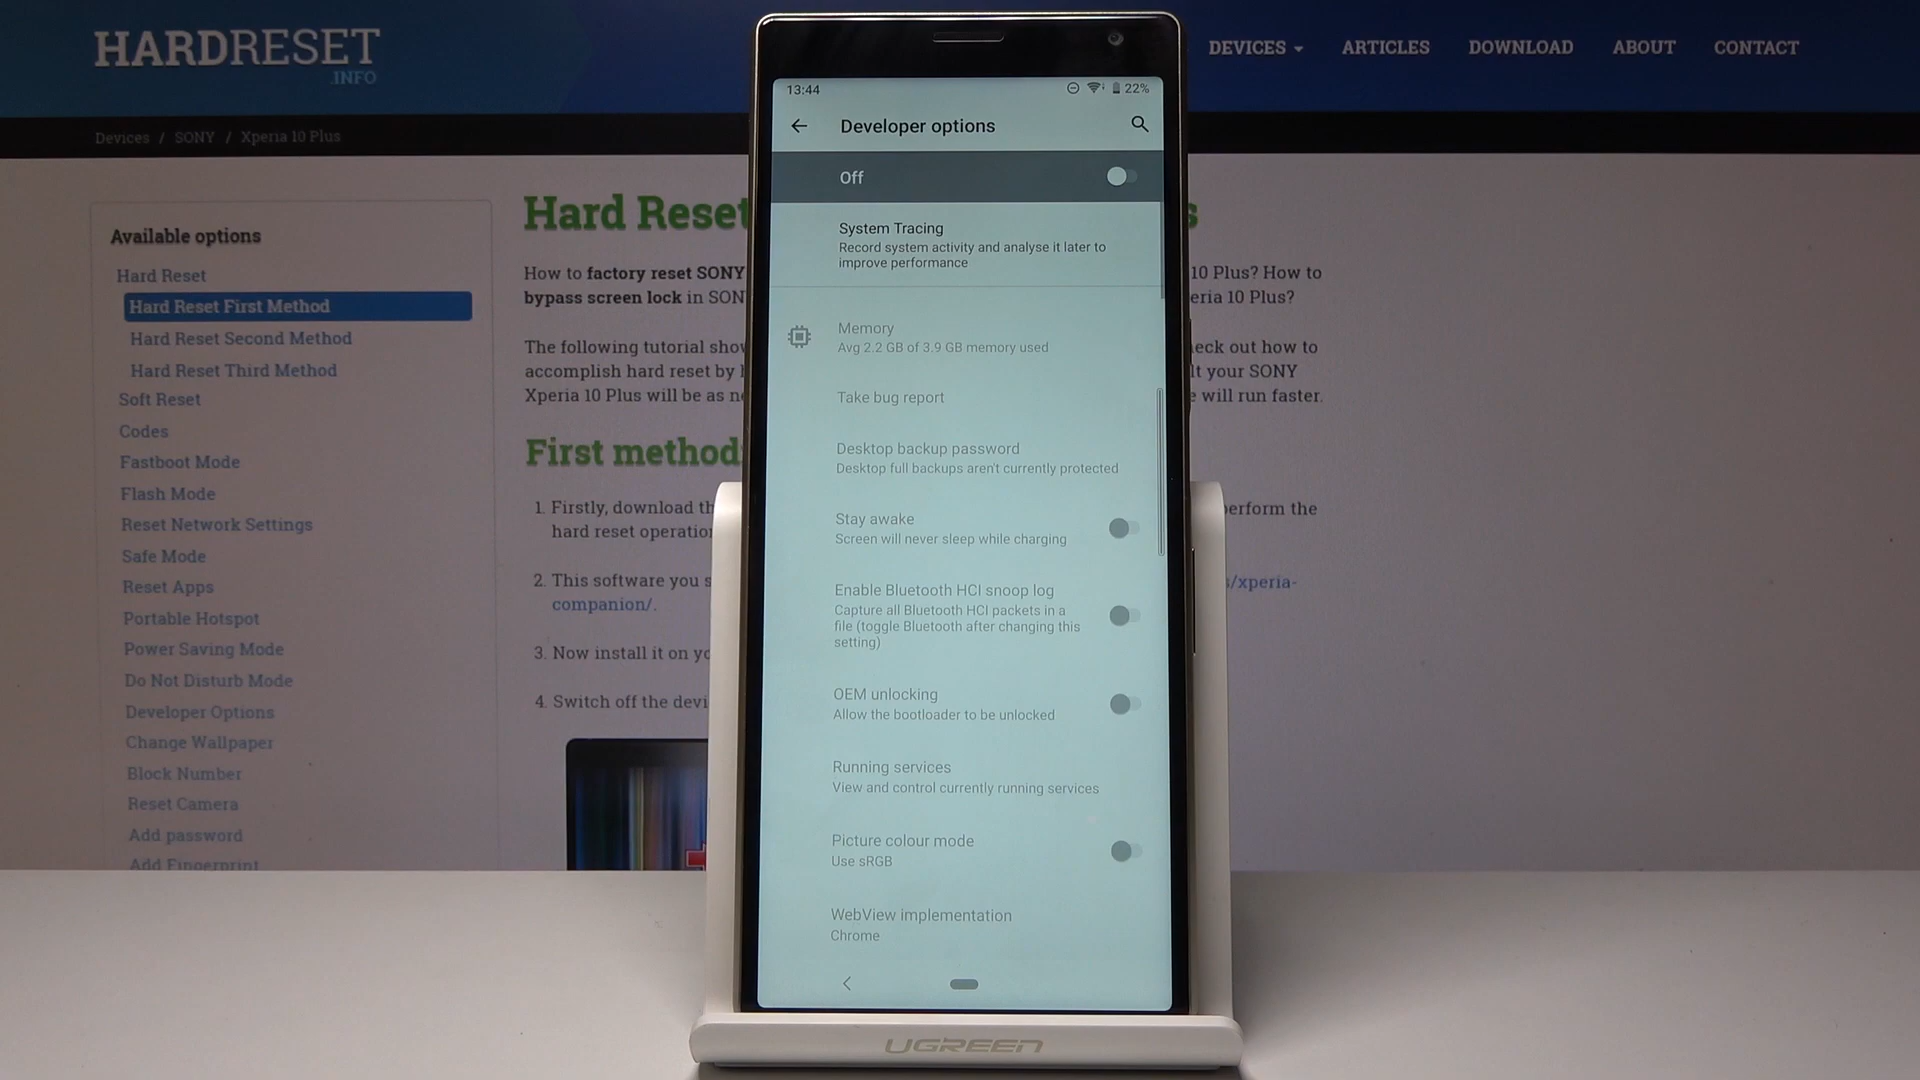 HARDRESET
.INFO
DEVICES
ARTICLES
DOWNLOAD
ABOUT
CONTACT
Devices / SONY / Xperia 10 Plus
Available options
Hard Reset
Hard Reset First Method
Hard Reset Second Method
Hard Reset Third Method
Soft Reset
Codes
Fastboot Mode
Flash Mode
Reset Network Settings
Safe Mode
Reset Apps
Portable Hotspot
Power Saving Mode
Do Not Disturb Mode
Developer Options
Change Wallpaper
Block Number
Reset Camera
Add password
Add Fingerprint
Hard Reset
s
How to factory reset SONY
10 Plus? How to
bypass screen lock in SON
eria 10 Plus?
The following tutorial show
eck out how to
accomplish hard reset by h
lt your SONY
Xperia 10 Plus will be as ne
e will run faster.
First method:
1. Firstly, download th
erform the
hard reset operation
2. This software you s
s/xperia-
companion/.
3. Now install it on yo
4. Switch off the devi
13:44
22%
Developer options
Off
System Tracing
Record system activity and analyse it later to
improve performance
Memory
Avg 2.2 GB of 3.9 GB memory used
Take bug report
Desktop backup password
Desktop full backups aren't currently protected
Stay awake
Screen will never sleep while charging
Enable Bluetooth HCI snoop log
Capture all Bluetooth HCI packets in a
file (toggle Bluetooth after changing this
setting)
OEM unlocking
Allow the bootloader to be unlocked
Running services
View and control currently running services
Picture colour mode
Use sRGB
WebView implementation
Chrome
UGREEN